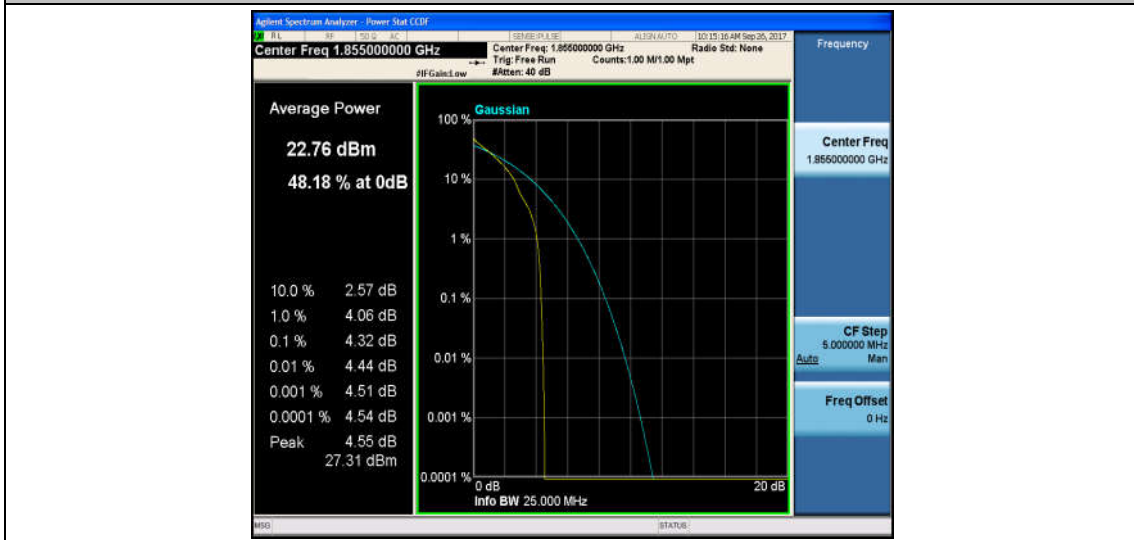 Agilent Spectrum Analyzer - Power Stat CCDF
RL RF 50 Ω AC SENSE:PULSE ALIGN AUTO 10:15:16 AM Sep 26, 2017
Center Freq 1.855000000 GHz
Center Freq: 1.855000000 GHz Radio Std: None
Trig: Free Run Counts:1.00 M/1.00 Mpt
#IFGain:Low #Atten: 40 dB
Frequency
Average Power
22.76 dBm
48.18 % at 0dB
10.0 % 2.57 dB
1.0 % 4.06 dB
0.1 % 4.32 dB
0.01 % 4.44 dB
0.001 % 4.51 dB
0.0001 % 4.54 dB
Peak 4.55 dB
27.31 dBm
Gaussian
100 %
10 %
1 %
0.1 %
0.01 %
0.001 %
0.0001 %
0 dB 20 dB
Info BW 25.000 MHz
Center Freq
1.855000000 GHz
CF Step
5.000000 MHz
Auto Man
Freq Offset
0 Hz
MSG STATUS